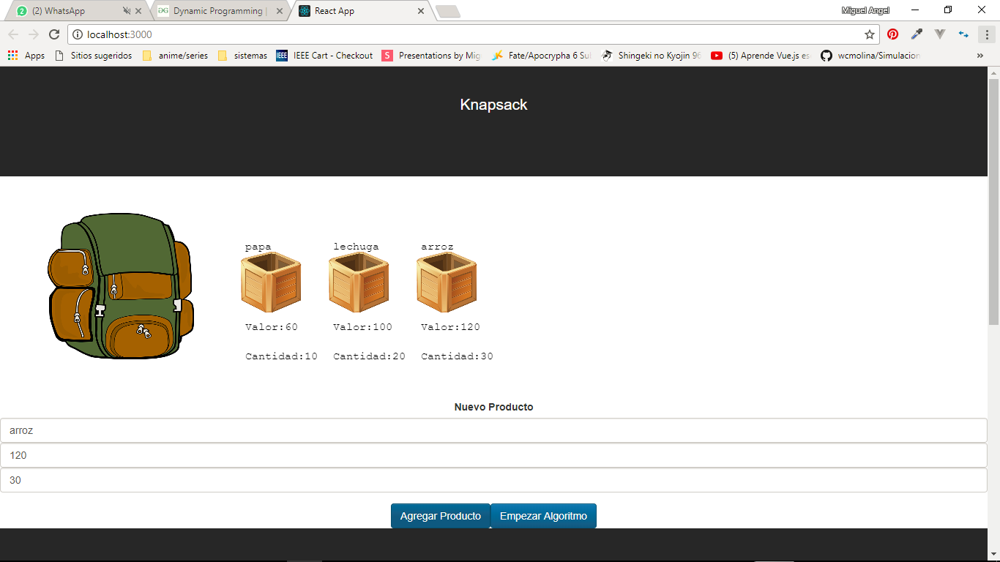 (2) WhatsApp
Dynamic Programming |
React App
Miguel Angel
localhost:3000
Apps
Sitios sugeridos
anime/series
sistemas
IEEE
IEEE Cart - Checkout
S
Presentations by Mig
Fate/Apocrypha 6 Sul
Shingeki no Kyojin 96
(5) Aprende Vue.js es
wcmolina/Simulacion
»
Knapsack
papa lechuga arroz
Valor:60 Valor:100 Valor:120
Cantidad:10 Cantidad:20 Cantidad:30
Nuevo Producto
arroz
120
30
Agregar Producto Empezar Algoritmo